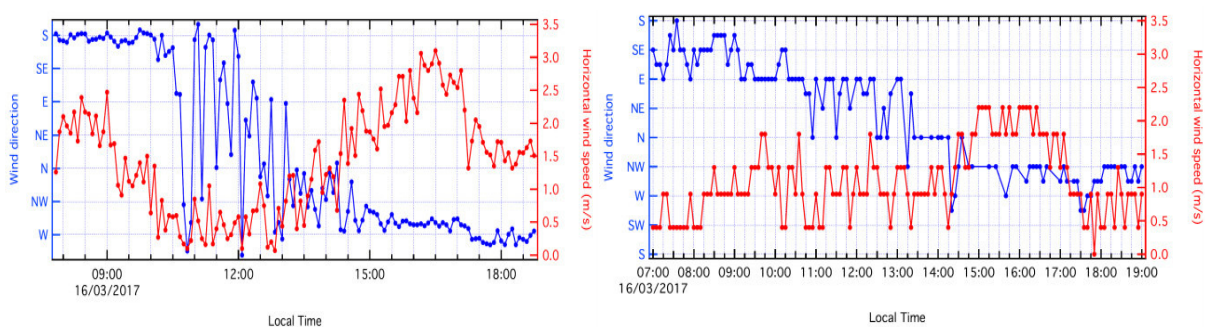 Wind direction
S
SE
E
NE
N
NW
W
3.5
3.0
2.5
2.0
1.5
1.0
0.5
0.0
Horizontal wind speed (m/s)
09:00 12:00 15:00 18:00
16/03/2017
Local Time
Wind direction
S
SE
E
NE
N
NW
W
SW
S
3.5
3.0
2.5
2.0
1.5
1.0
0.5
0.0
Horizontal wind speed (m/s)
07:00 08:00 09:00 10:00 11:00 12:00 13:00 14:00 15:00 16:00 17:00 18:00 19:00
16/03/2017
Local Time